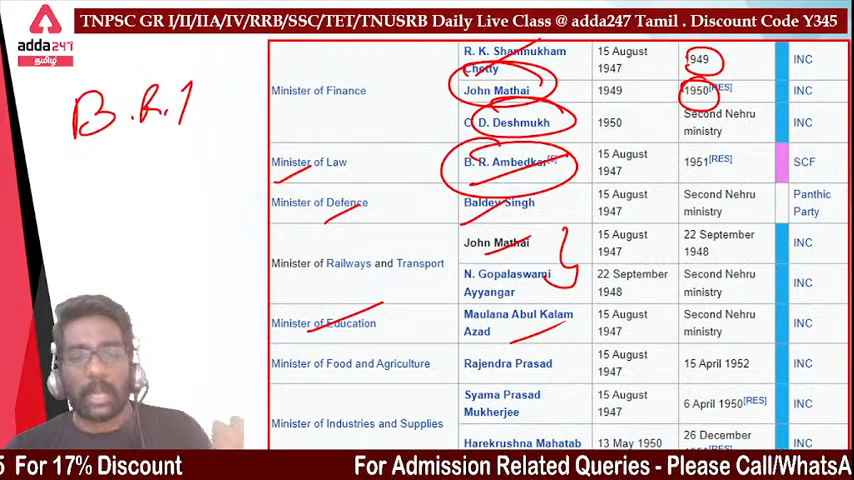 TNPSC GR I/II/IIA/IV/RRB/SSC/TET/TNUSRB Daily Live Class @ adda247 Tamil . Discount Code Y345
adda247
தமிழ்
B.R.
Minister of Finance
R. K. Shanmukham Chetty
15 August 1947
1949
INC
John Mathai
1949
1950[RES]
INC
C. D. Deshmukh
1950
Second Nehru ministry
INC
Minister of Law
B. R. Ambedkar
15 August 1947
1951[RES]
SCF
Minister of Defence
Baldev Singh
15 August 1947
Second Nehru ministry
Panthic Party
Minister of Railways and Transport
John Mathai
15 August 1947
22 September 1948
INC
N. Gopalaswami Ayyangar
22 September 1948
Second Nehru ministry
INC
Minister of Education
Maulana Abul Kalam Azad
15 August 1947
Second Nehru ministry
INC
Minister of Food and Agriculture
Rajendra Prasad
15 August 1947
15 April 1952
INC
Minister of Industries and Supplies
Syama Prasad Mukherjee
15 August 1947
6 April 1950[RES]
INC
Harekrushna Mahatab
13 May 1950
26 December
INC
5 For 17% Discount
For Admission Related Queries - Please Call/WhatsA